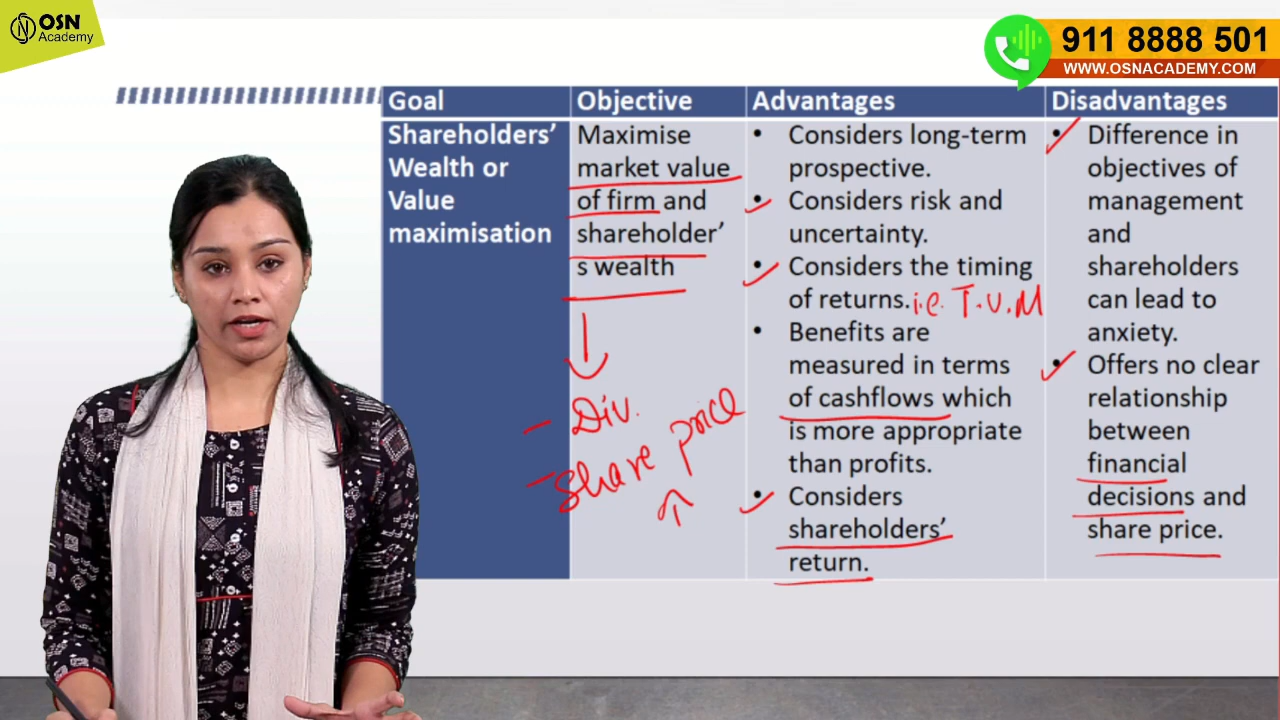 OSN
Academy
911 8888 501
WWW.OSNACADEMY.COM
Goal
Objective
Advantages
Disadvantages
Shareholders’
Wealth or
Value
maximisation
Maximise
market value
of firm and
shareholder’
s wealth
- Div.
- Share price
• Considers long-term
prospective.
• Considers risk and
uncertainty.
• Considers the timing
of returns. i.e. T.V.M
• Benefits are
measured in terms
of cashflows which
is more appropriate
than profits.
• Considers
shareholders’
return.
• Difference in
objectives of
management
and
shareholders
can lead to
anxiety.
• Offers no clear
relationship
between
financial
decisions and
share price.